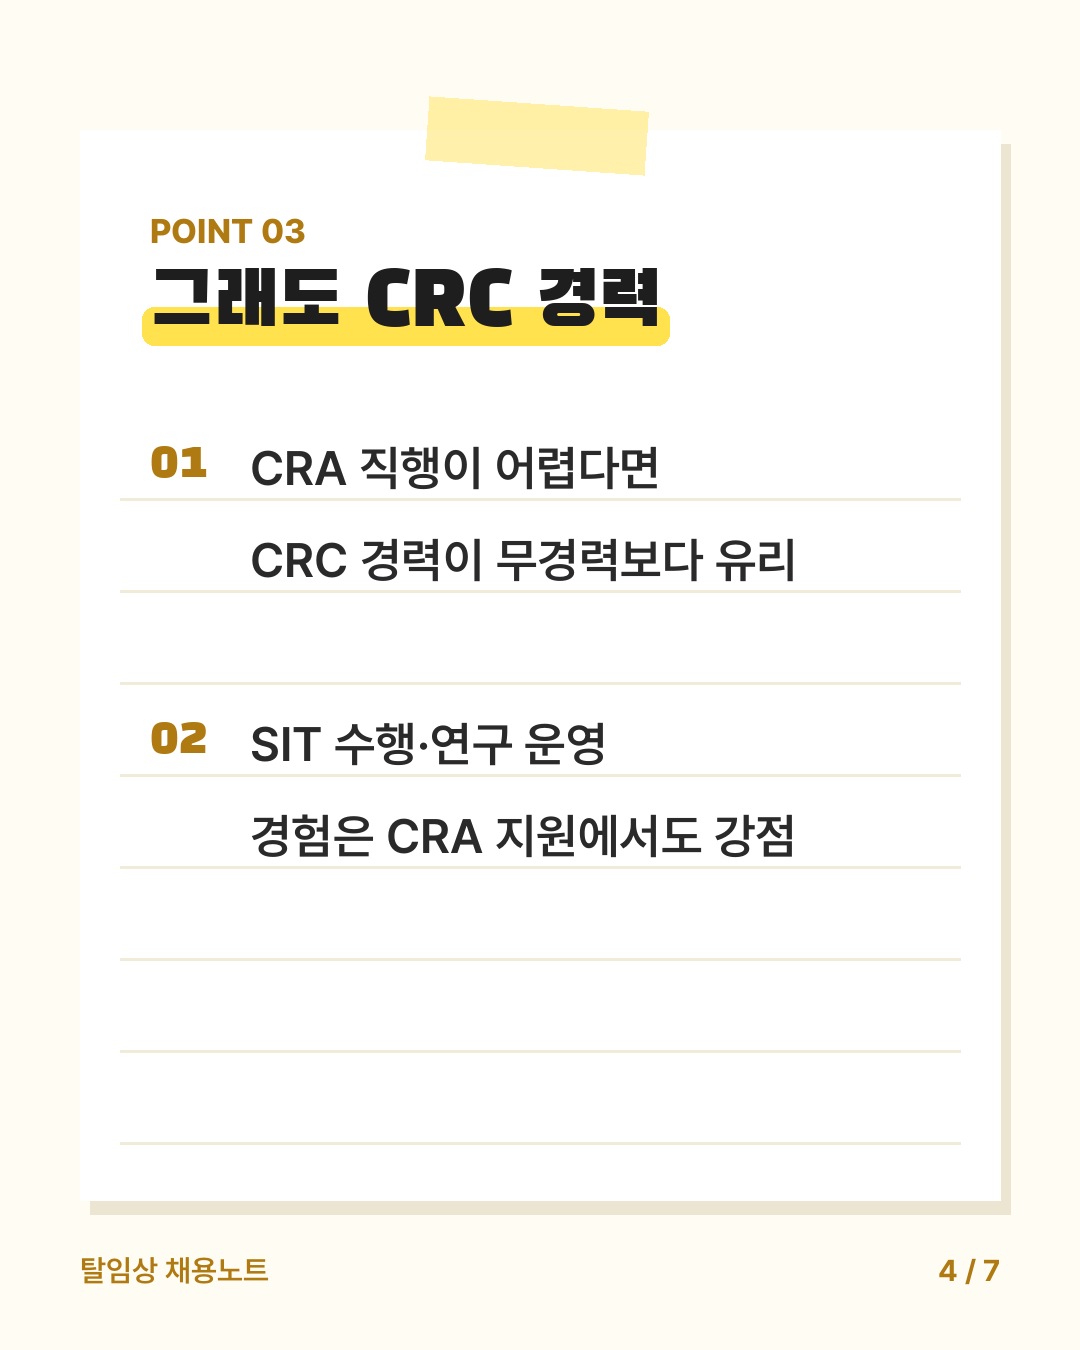 POINT 03
그래도 CRC 경력
01 CRA 직행이 어렵다면
CRC 경력이 무경력보다 유리
02 SIT 수행·연구 운영
경험은 CRA 지원에서도 강점
탈임상 채용노트
4 / 7